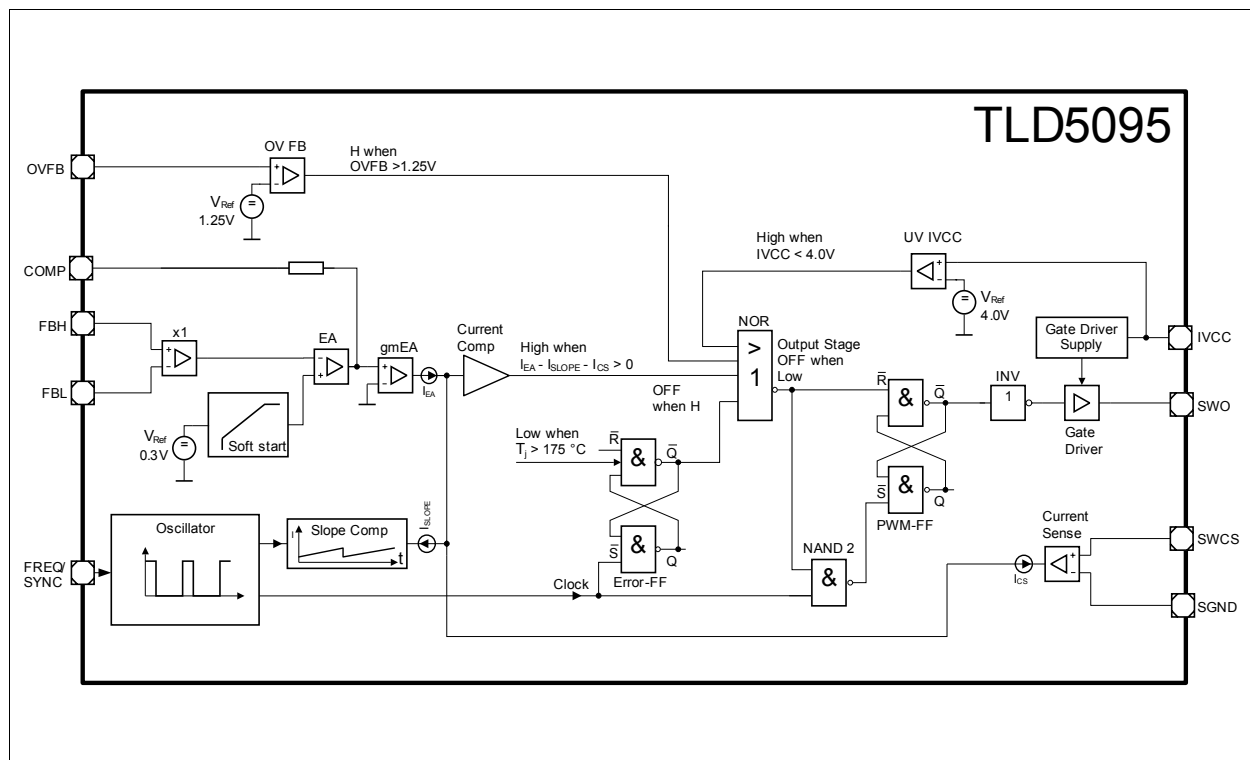 TLD5095
OVFB
OV FB
+
−
H when
OVFB >1.25V
VRef
=
1.25V
COMP
FBH
FBL
x1
+
−
EA
−
+
gmEA
+
−
IEA
Current
Comp
High when
IEA - ISLOPE - ICS > 0
High when
IVCC < 4.0V
UV IVCC
+
−
=
VRef
4.0V
NOR
>
1
Output Stage
OFF when
Low
OFF
when H
Gate Driver
Supply
IVCC
INV
1
SWO
Gate
Driver
VRef
=
0.3V
Soft start
Low when
Tj > 175 °C
R
&
Q
S
&
Q
Error-FF
R
&
Q
S
&
Q
PWM-FF
Oscillator
Slope Comp
I
t
ISLOPE
FREQ/
SYNC
Clock
NAND 2
&
Current
Sense
+
−
ICS
SWCS
SGND